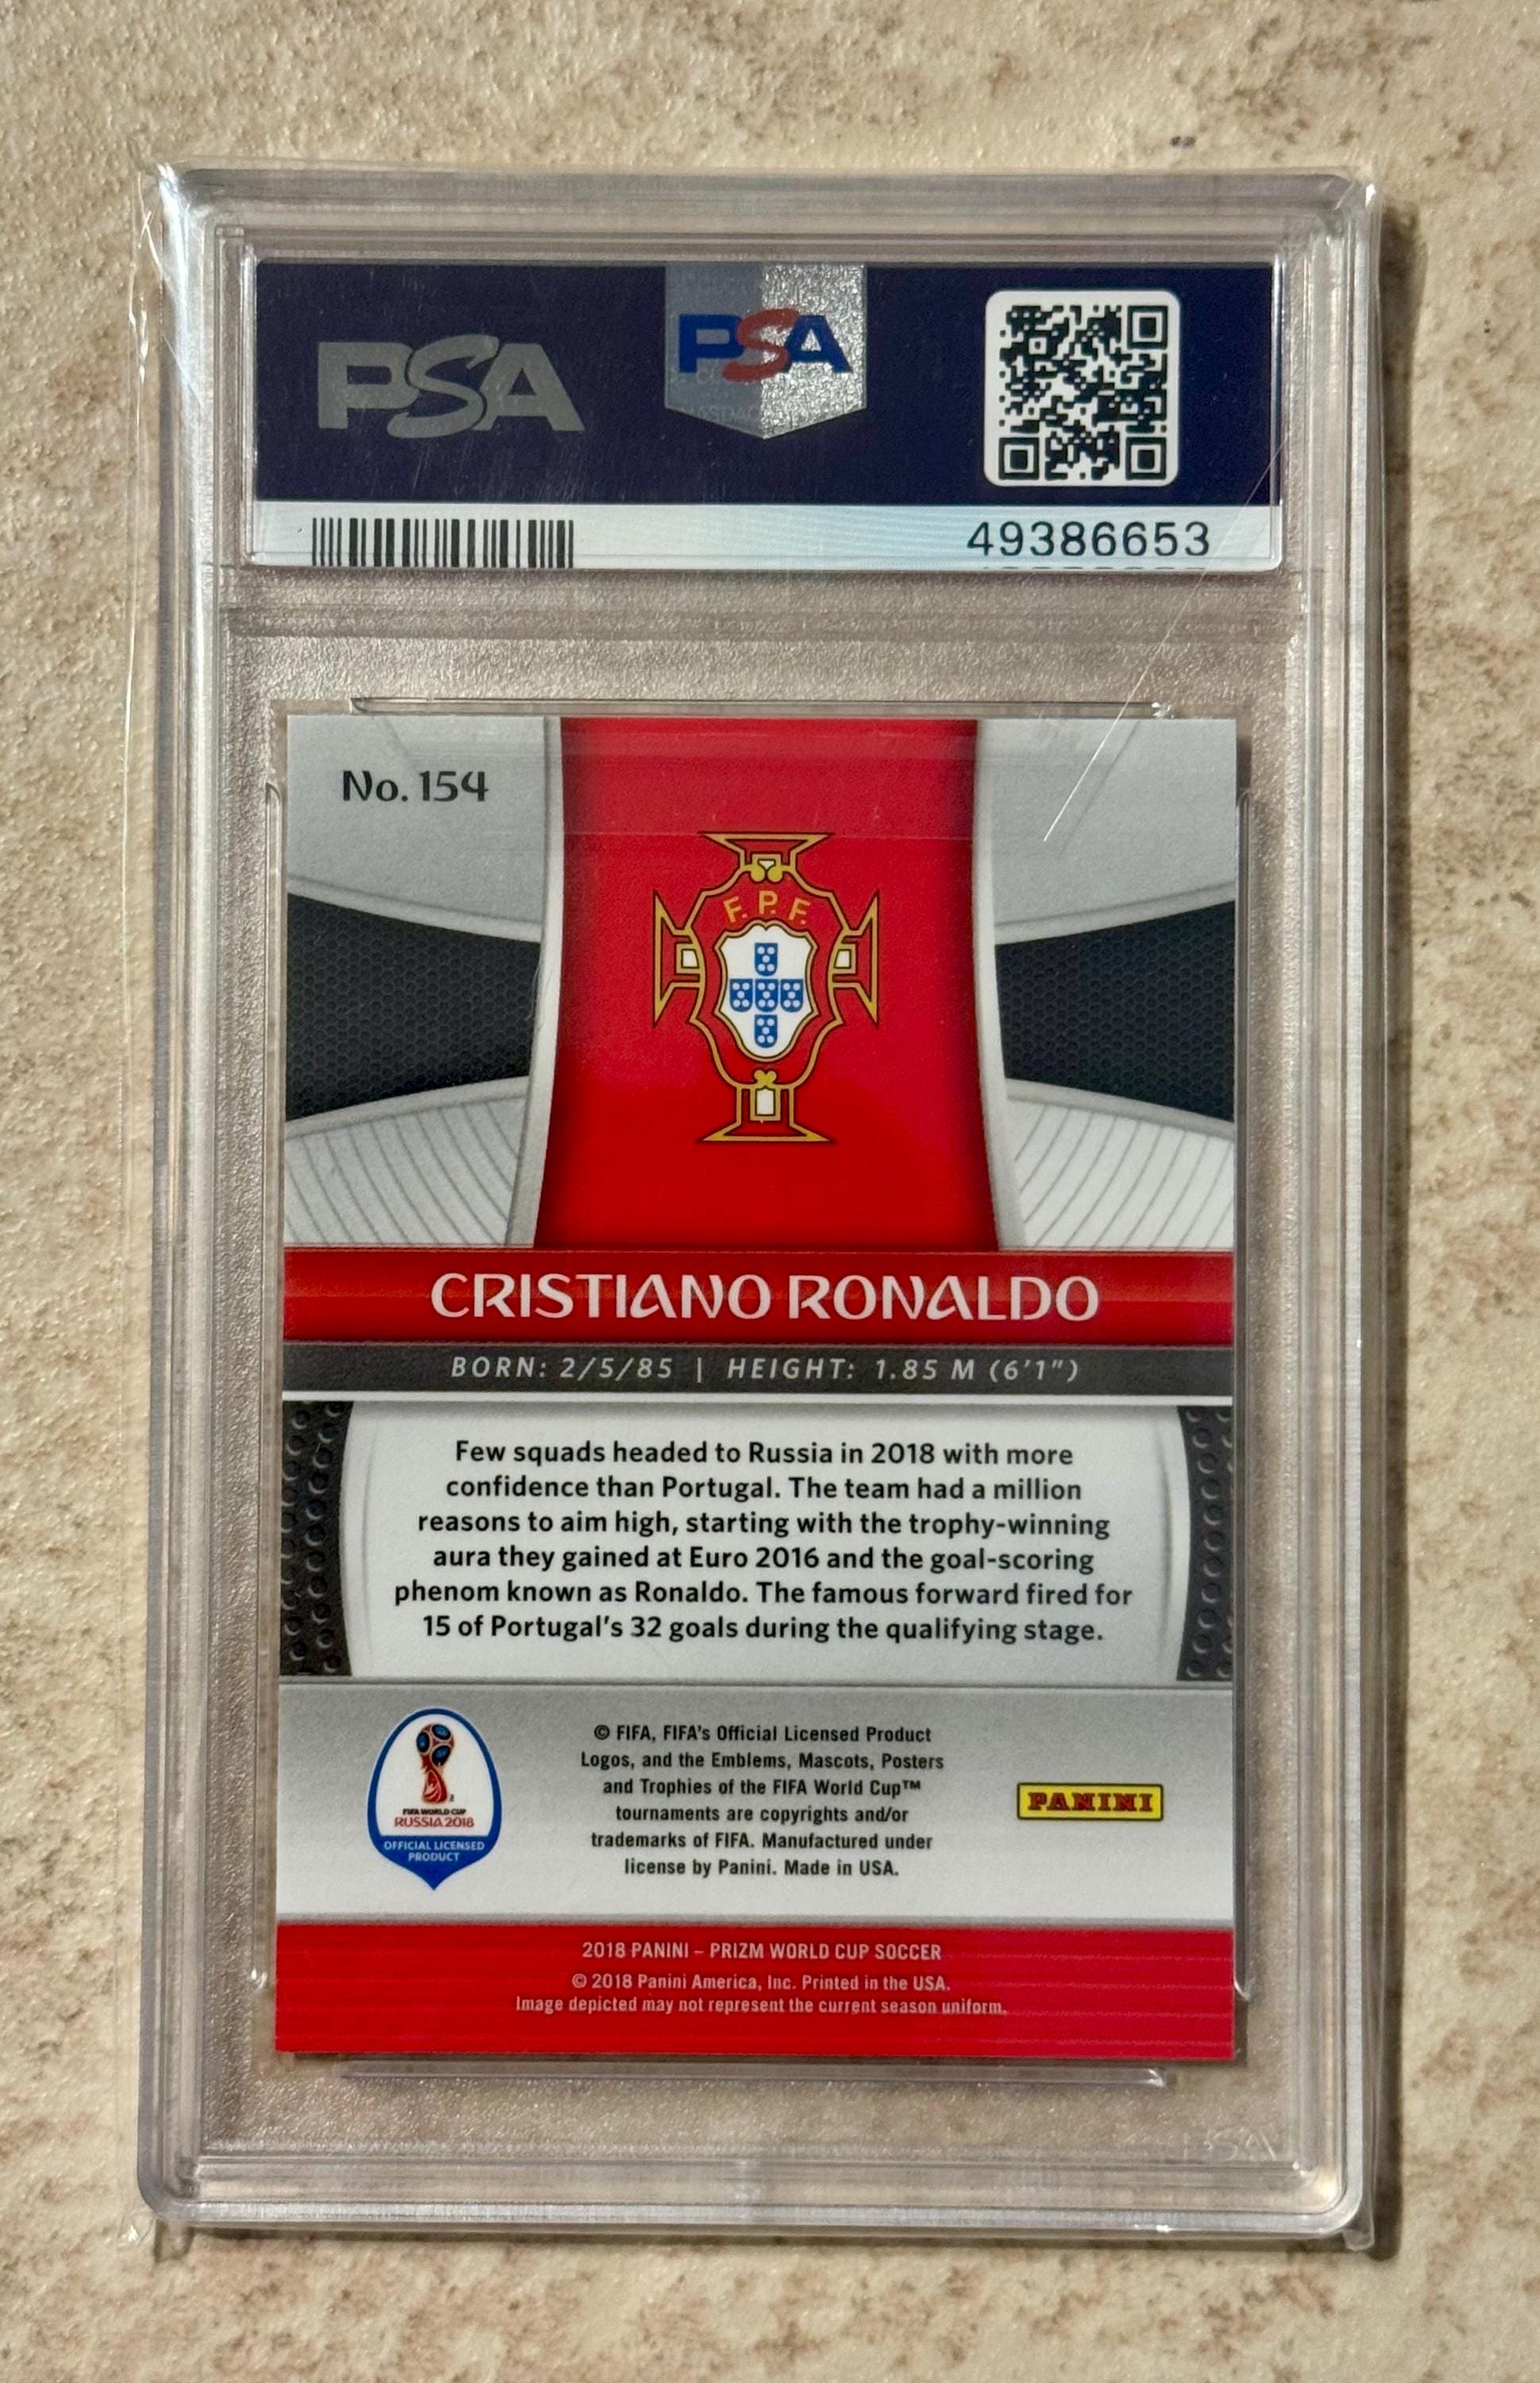 PSA
PSA
49386653
No. 154
F. P. F.
CRISTIANO RONALDO
BORN: 2/5/85 | HEIGHT: 1.85 M (6'1")
Few squads headed to Russia in 2018 with more
confidence than Portugal. The team had a million
reasons to aim high, starting with the trophy-winning
aura they gained at Euro 2016 and the goal-scoring
phenom known as Ronaldo. The famous forward fired for
15 of Portugal's 32 goals during the qualifying stage.
FIFA WORLD CUP
RUSSIA 2018
OFFICIAL LICENSED
PRODUCT
© FIFA, FIFA's Official Licensed Product
Logos, and the Emblems, Mascots, Posters
and Trophies of the FIFA World Cup™
tournaments are copyrights and/or
trademarks of FIFA. Manufactured under
license by Panini. Made in USA.
PANINI
2018 PANINI – PRIZM WORLD CUP SOCCER
© 2018 Panini America, Inc. Printed in the USA.
Image depicted may not represent the current season uniform.
PSA